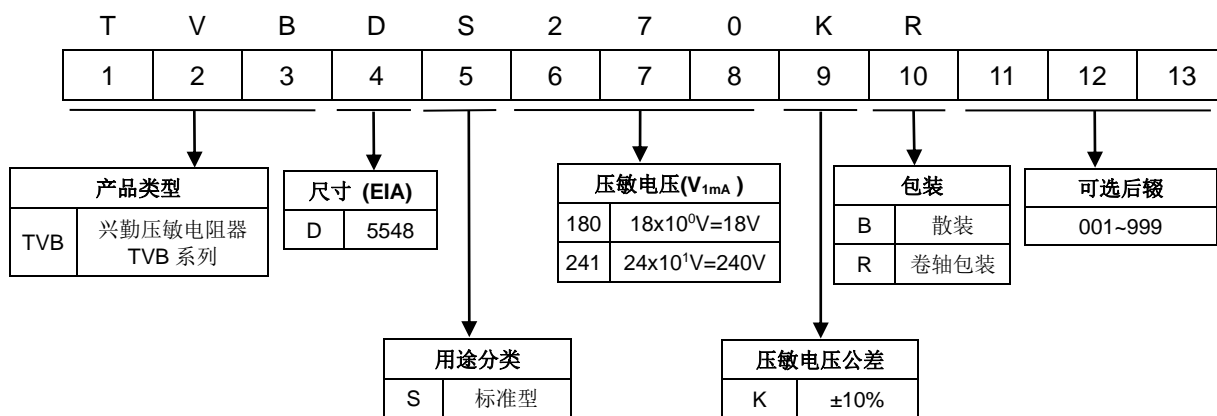 T V B D S 2 7 0 K R
1 2 3 4 5 6 7 8 9 10 11 12 13
产品类型
TVB 兴勤压敏电阻器
TVB 系列
尺寸 (EIA)
D 5548
压敏电压(V1mA )
180 18x10⁰V=18V
241 24x10¹V=240V
包装
B 散装
R 卷轴包装
可选后辍
001~999
用途分类
S 标准型
压敏电压公差
K ±10%